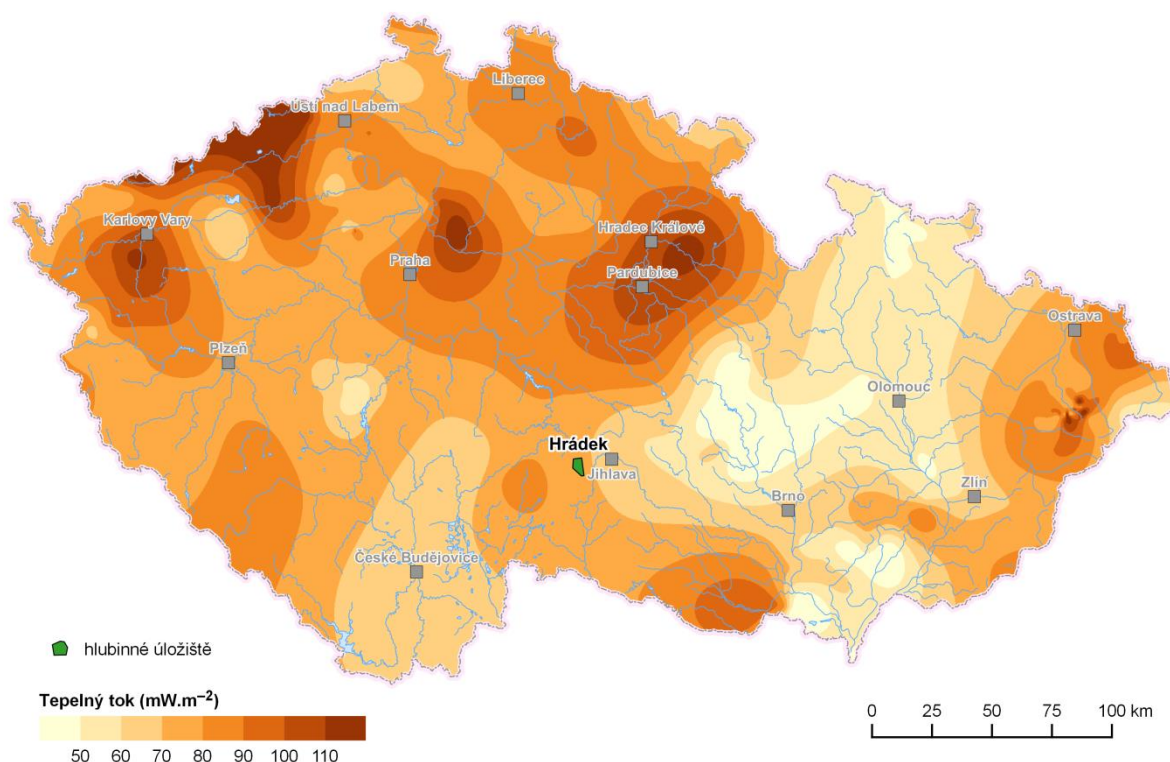 Liberec
Ústí nad Labem
Karlovy Vary
Hradec Králové
Praha
Pardubice
Ostrava
Plzeň
Olomouc
Hrádek
Jihlava
Zlín
Brno
České Budějovice
hlubinné úložiště
Tepelný tok (mW.m⁻²)
50 60 70 80 90 100 110
0 25 50 75 100 km